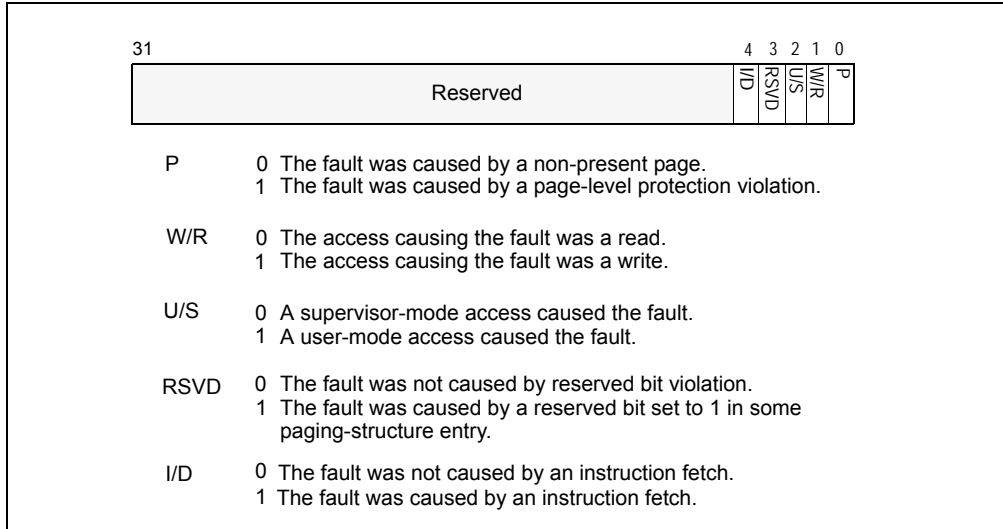 31 4 3 2 1 0
Reserved I/D RSVD U/S W/R P
P 0 The fault was caused by a non-present page.
1 The fault was caused by a page-level protection violation.
W/R 0 The access causing the fault was a read.
1 The access causing the fault was a write.
U/S 0 A supervisor-mode access caused the fault.
1 A user-mode access caused the fault.
RSVD 0 The fault was not caused by reserved bit violation.
1 The fault was caused by a reserved bit set to 1 in some
paging-structure entry.
I/D 0 The fault was not caused by an instruction fetch.
1 The fault was caused by an instruction fetch.